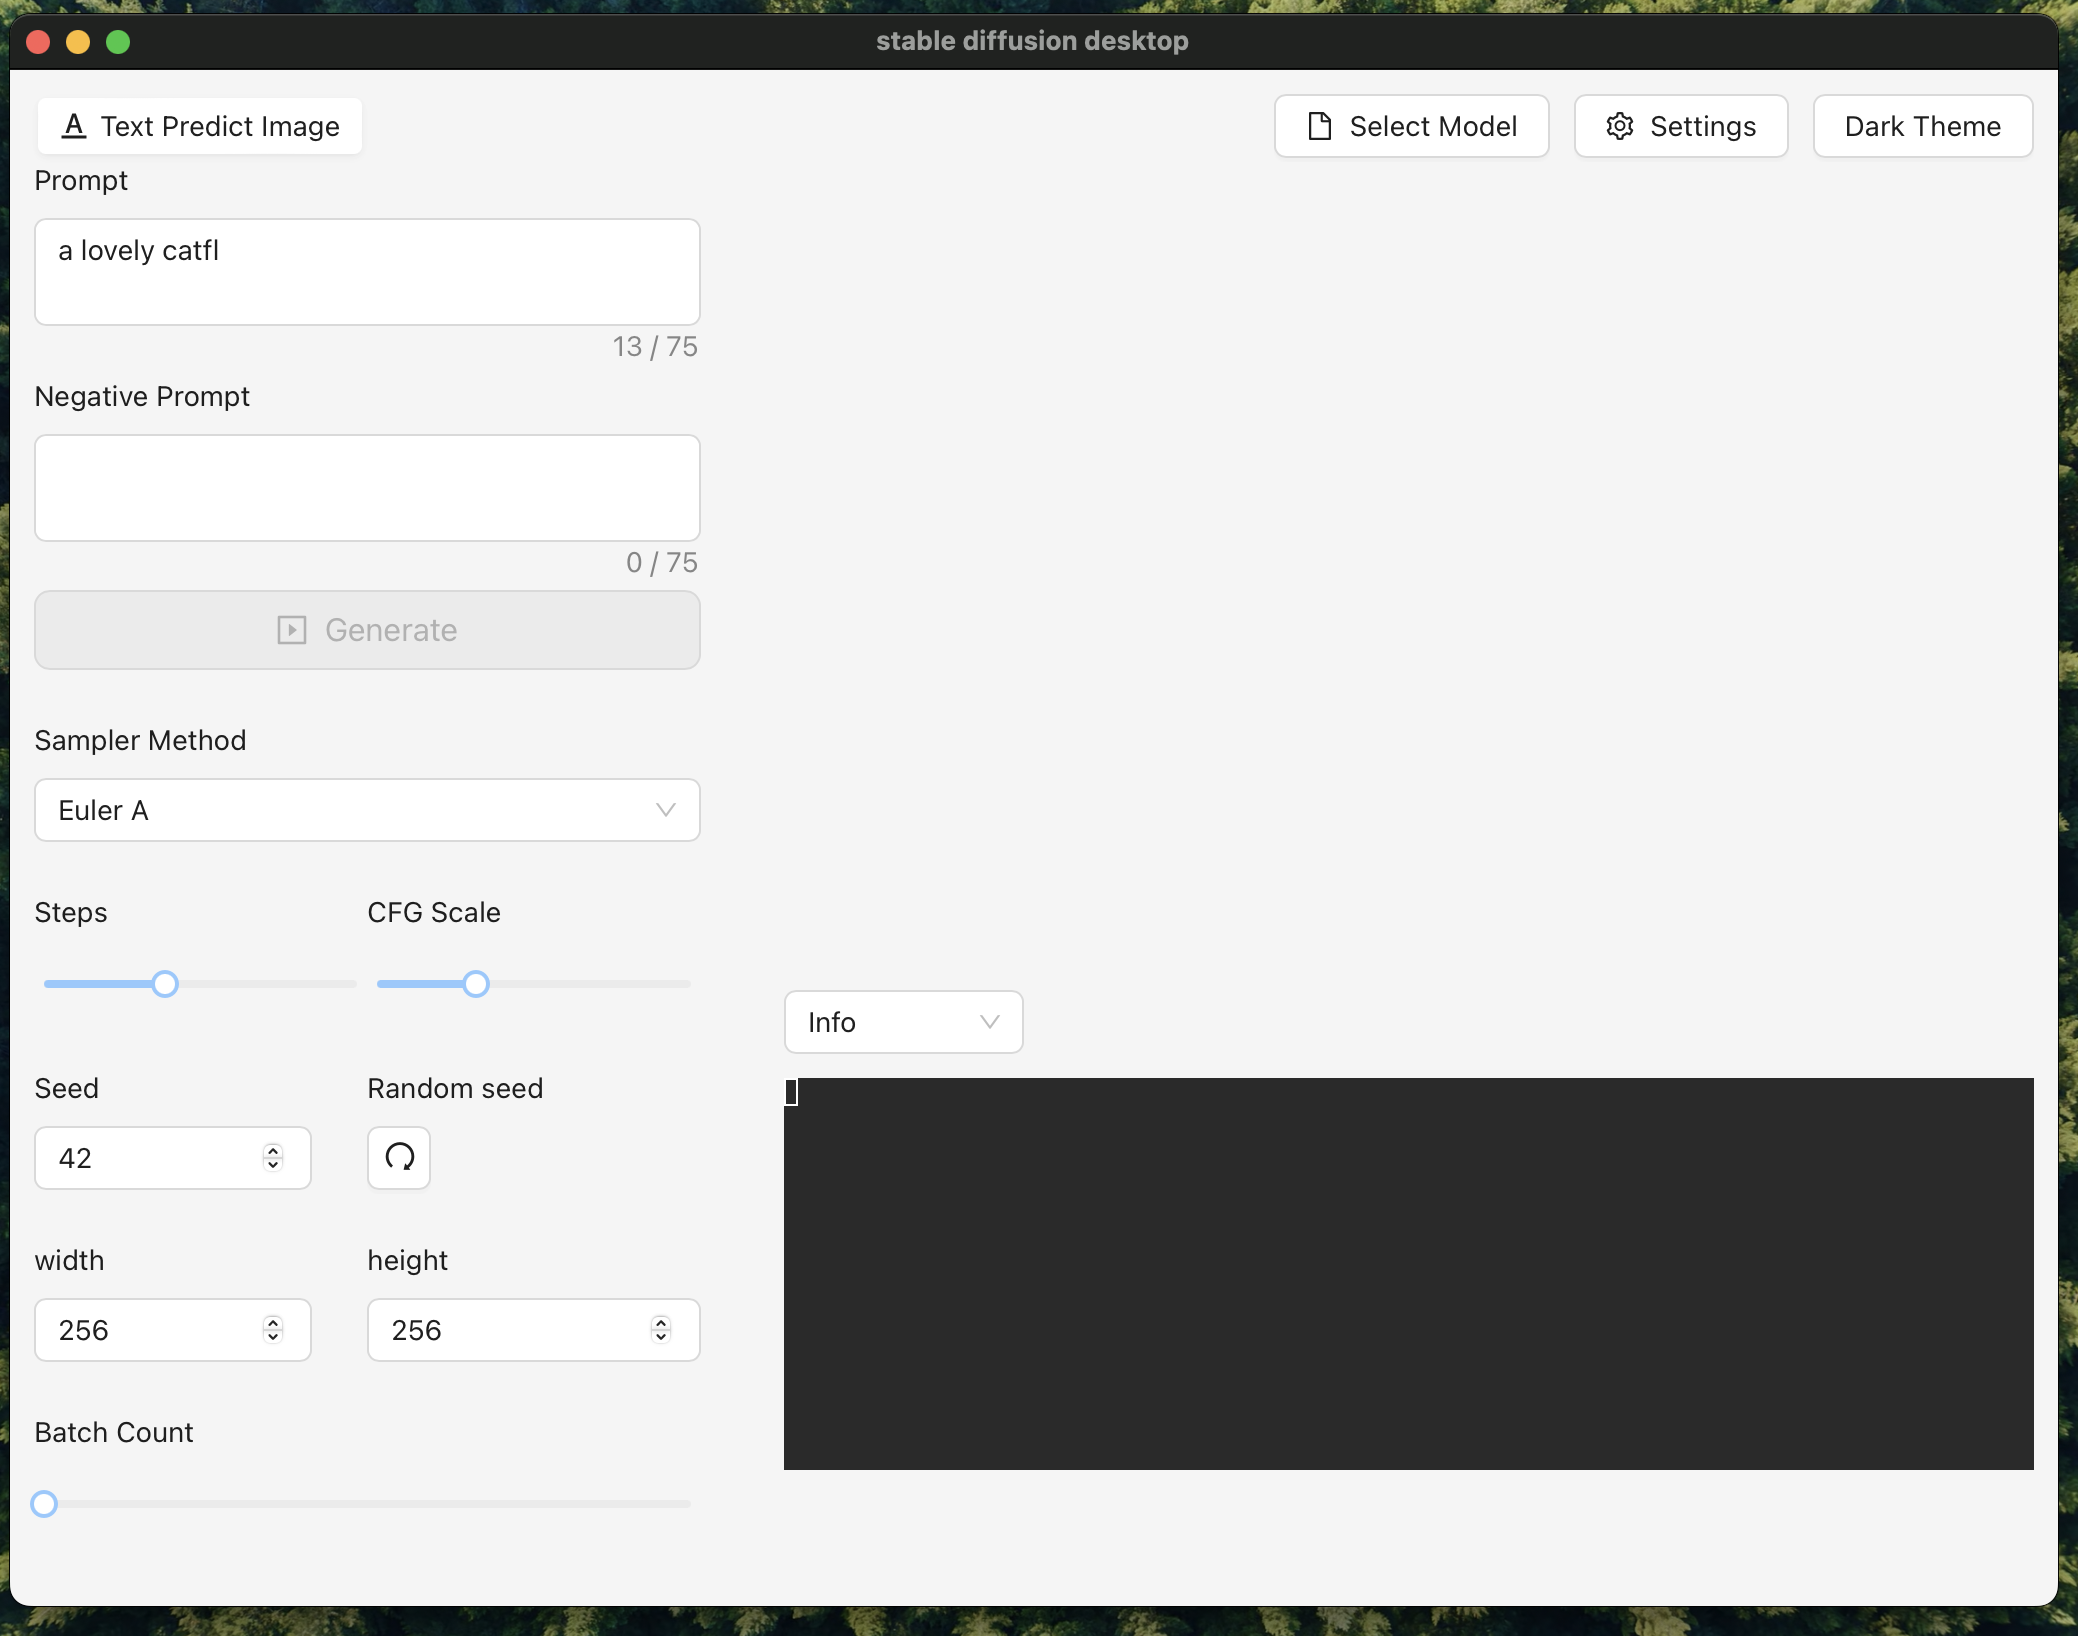 stable diffusion desktop
Text Predict Image
Select Model
Settings
Dark Theme
Prompt
a lovely catfl
13 / 75
Negative Prompt
0 / 75
Generate
Sampler Method
Euler A
Steps
CFG Scale
Info
Seed
Random seed
42
width
height
256
256
Batch Count